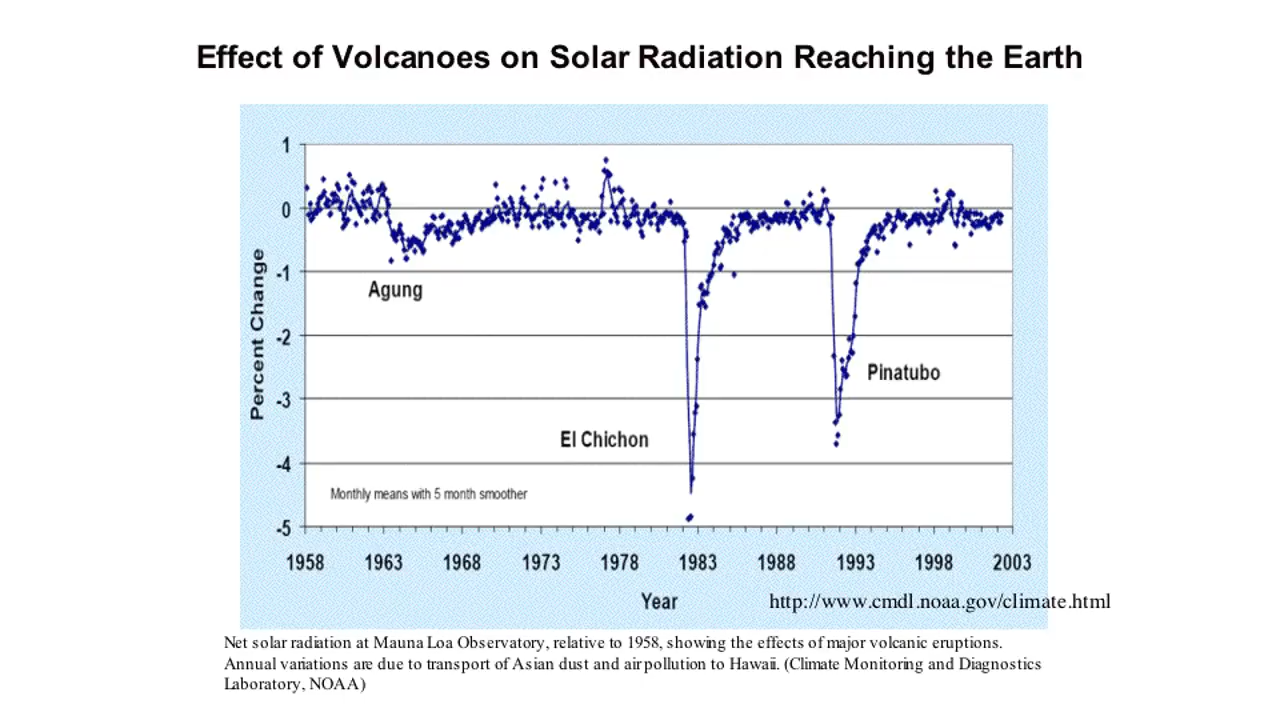 Effect of Volcanoes on Solar Radiation Reaching the Earth
1
0
-1
-2
-3
-4
-5
Percent Change
Agung
El Chichon
Pinatubo
Monthly means with 5 month smoother
1958 1963 1968 1973 1978 1983 1988 1993 1998 2003
Year
http://www.cmdl.noaa.gov/climate.html
Net solar radiation at Mauna Loa Observatory, relative to 1958, showing the effects of major volcanic eruptions.
Annual variations are due to transport of Asian dust and air pollution to Hawaii. (Climate Monitoring and Diagnostics
Laboratory, NOAA)